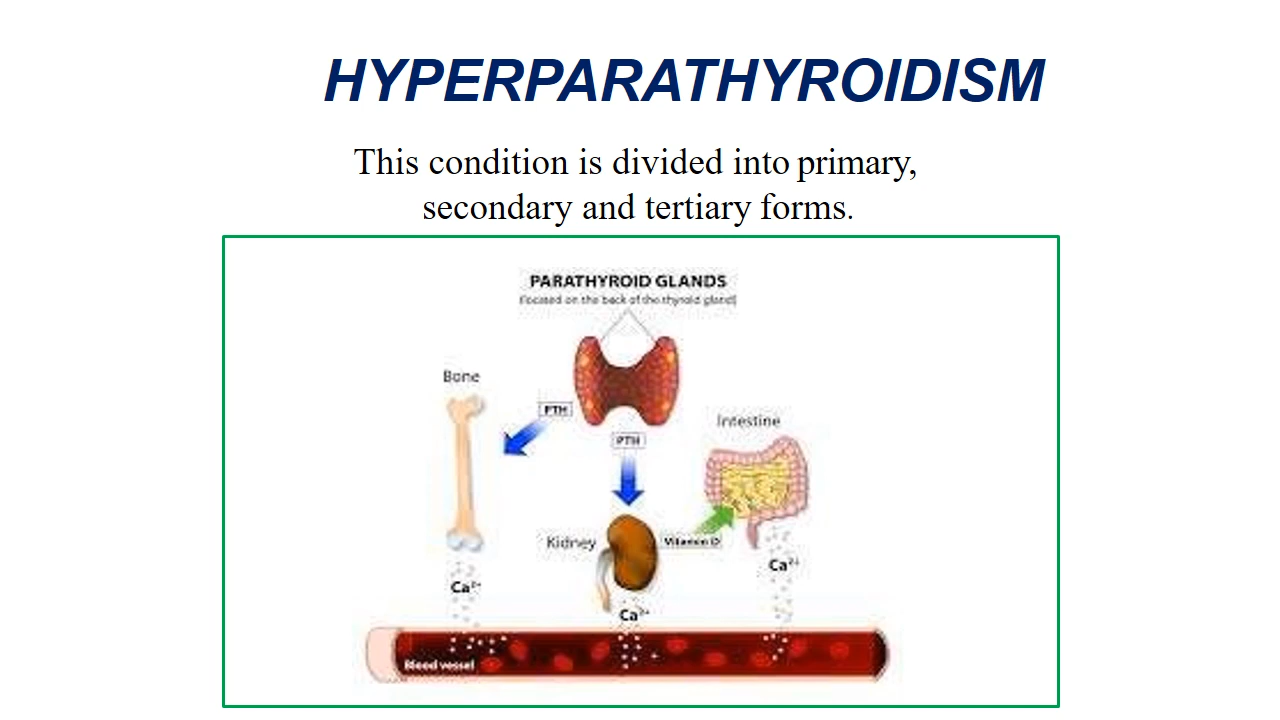 HYPERPARATHYROIDISM
This condition is divided into primary,
secondary and tertiary forms.
PARATHYROID GLANDS
(located on the back of the thyroid gland)
Bone
PTH
Intestine
PTH
Kidney
Vitamin D
Ca²⁺
Ca²⁺
Ca²⁺
Blood vessel